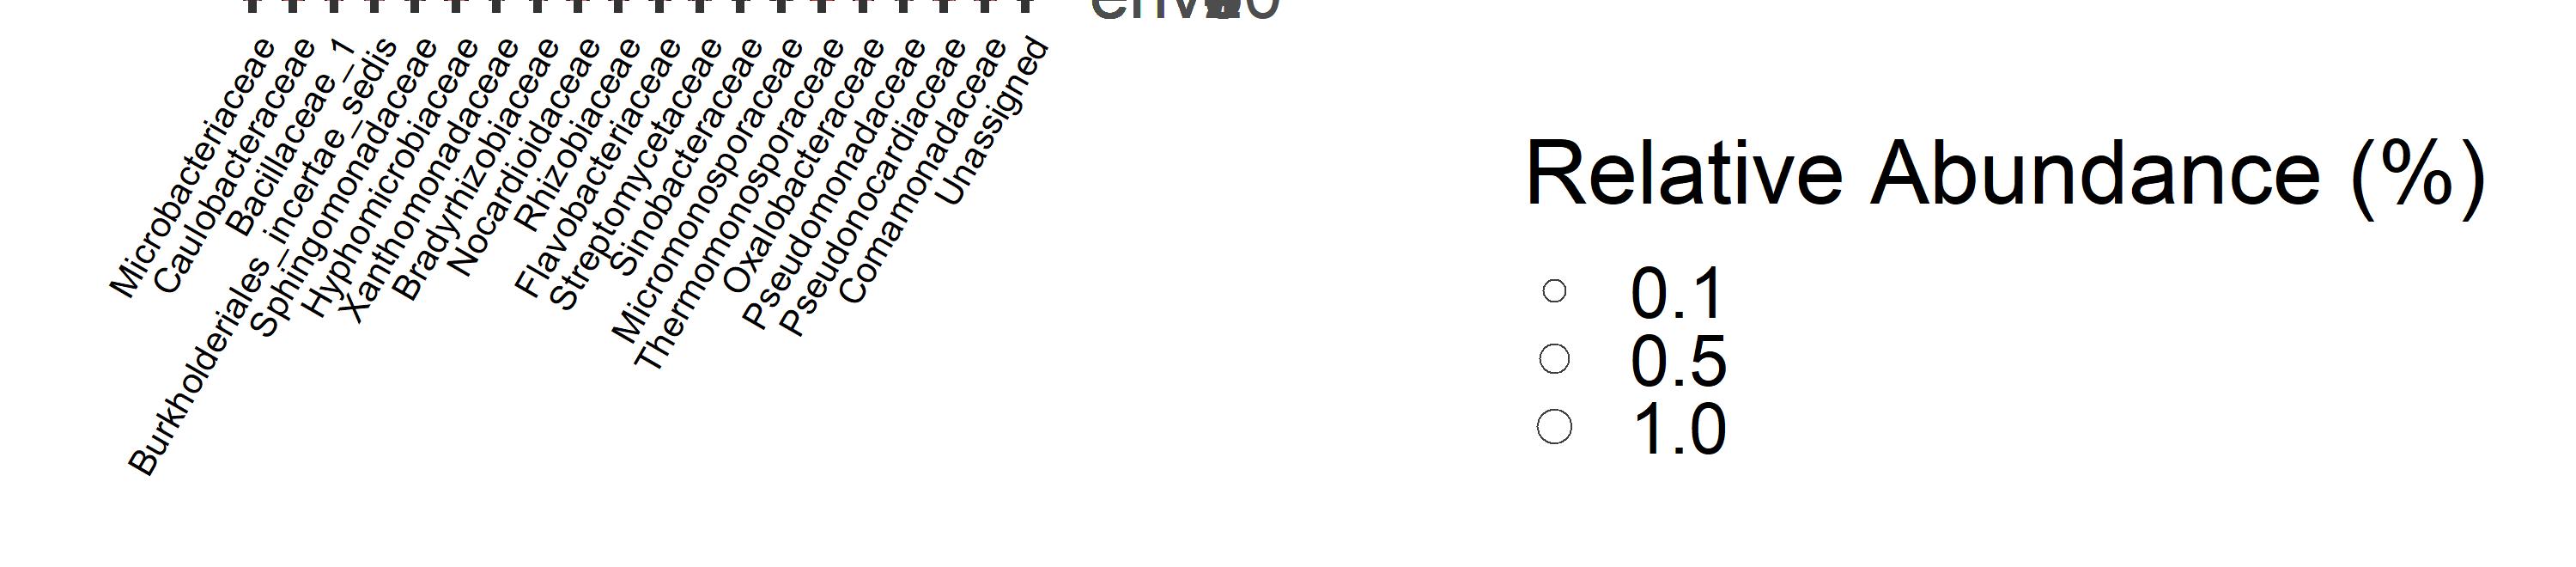 Microbacteriaceae
Caulobacteraceae
Bacillaceae_1
Burkholderiales_incertae_sedis
Sphingomonadaceae
Hyphomicrobiaceae
Xanthomonadaceae
Bradyrhizobiaceae
Nocardioidaceae
Rhizobiaceae
Flavobacteriaceae
Streptomycetaceae
Sinobacteraceae
Micromonosporaceae
Thermomonosporaceae
Oxalobacteraceae
Pseudomonadaceae
Pseudonocardiaceae
Comamonadaceae
Unassigned
Relative Abundance (%)
0.1
0.5
1.0